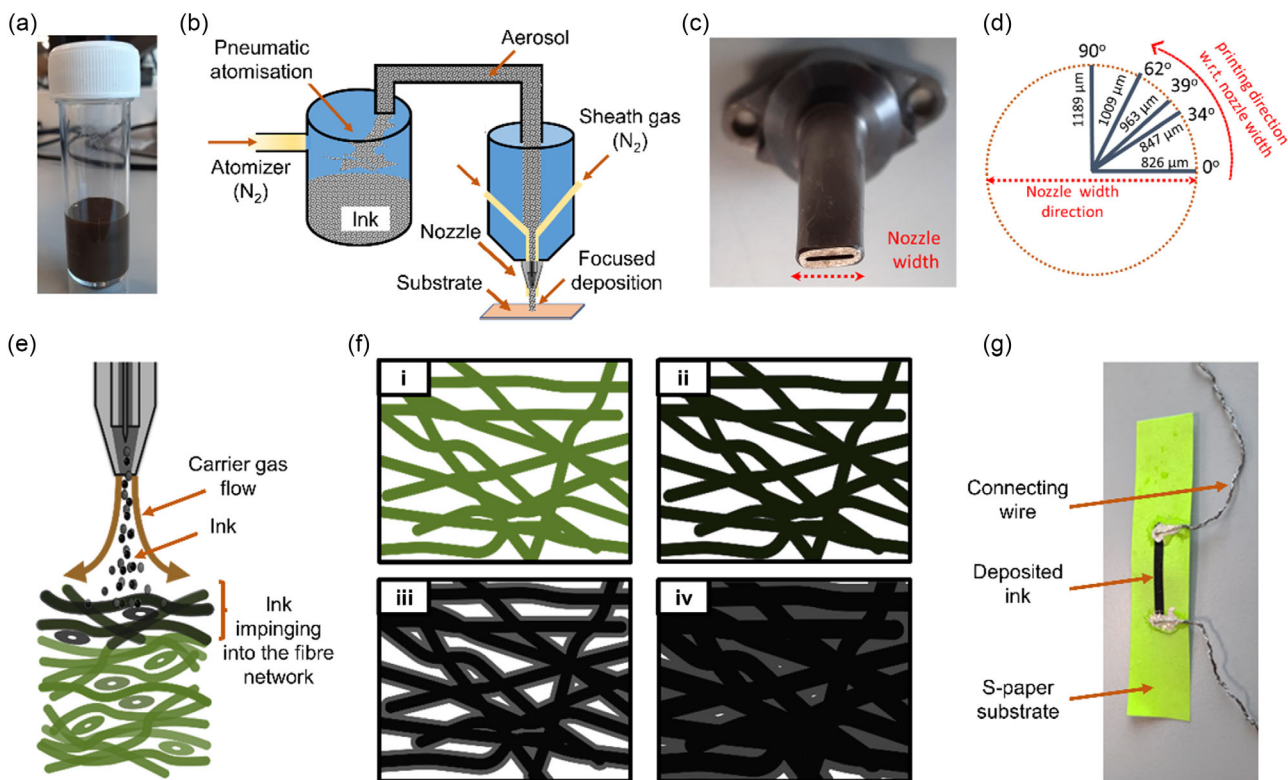 (a)
(b)
Pneumatic
atomisation
Aerosol
Sheath gas
(N₂)
Atomizer
(N₂)
Ink
Nozzle
Substrate
Focused
deposition
(c)
Nozzle
width
(d)
90°
62°
39°
34°
0°
1189 µm
1009 µm
963 µm
847 µm
826 µm
printing direction
w.r.t. nozzle width
Nozzle width
direction
(e)
Carrier gas
flow
Ink
Ink
impinging
into the fibre
network
(f)
i
ii
iii
iv
(g)
Connecting
wire
Deposited
ink
S-paper
substrate